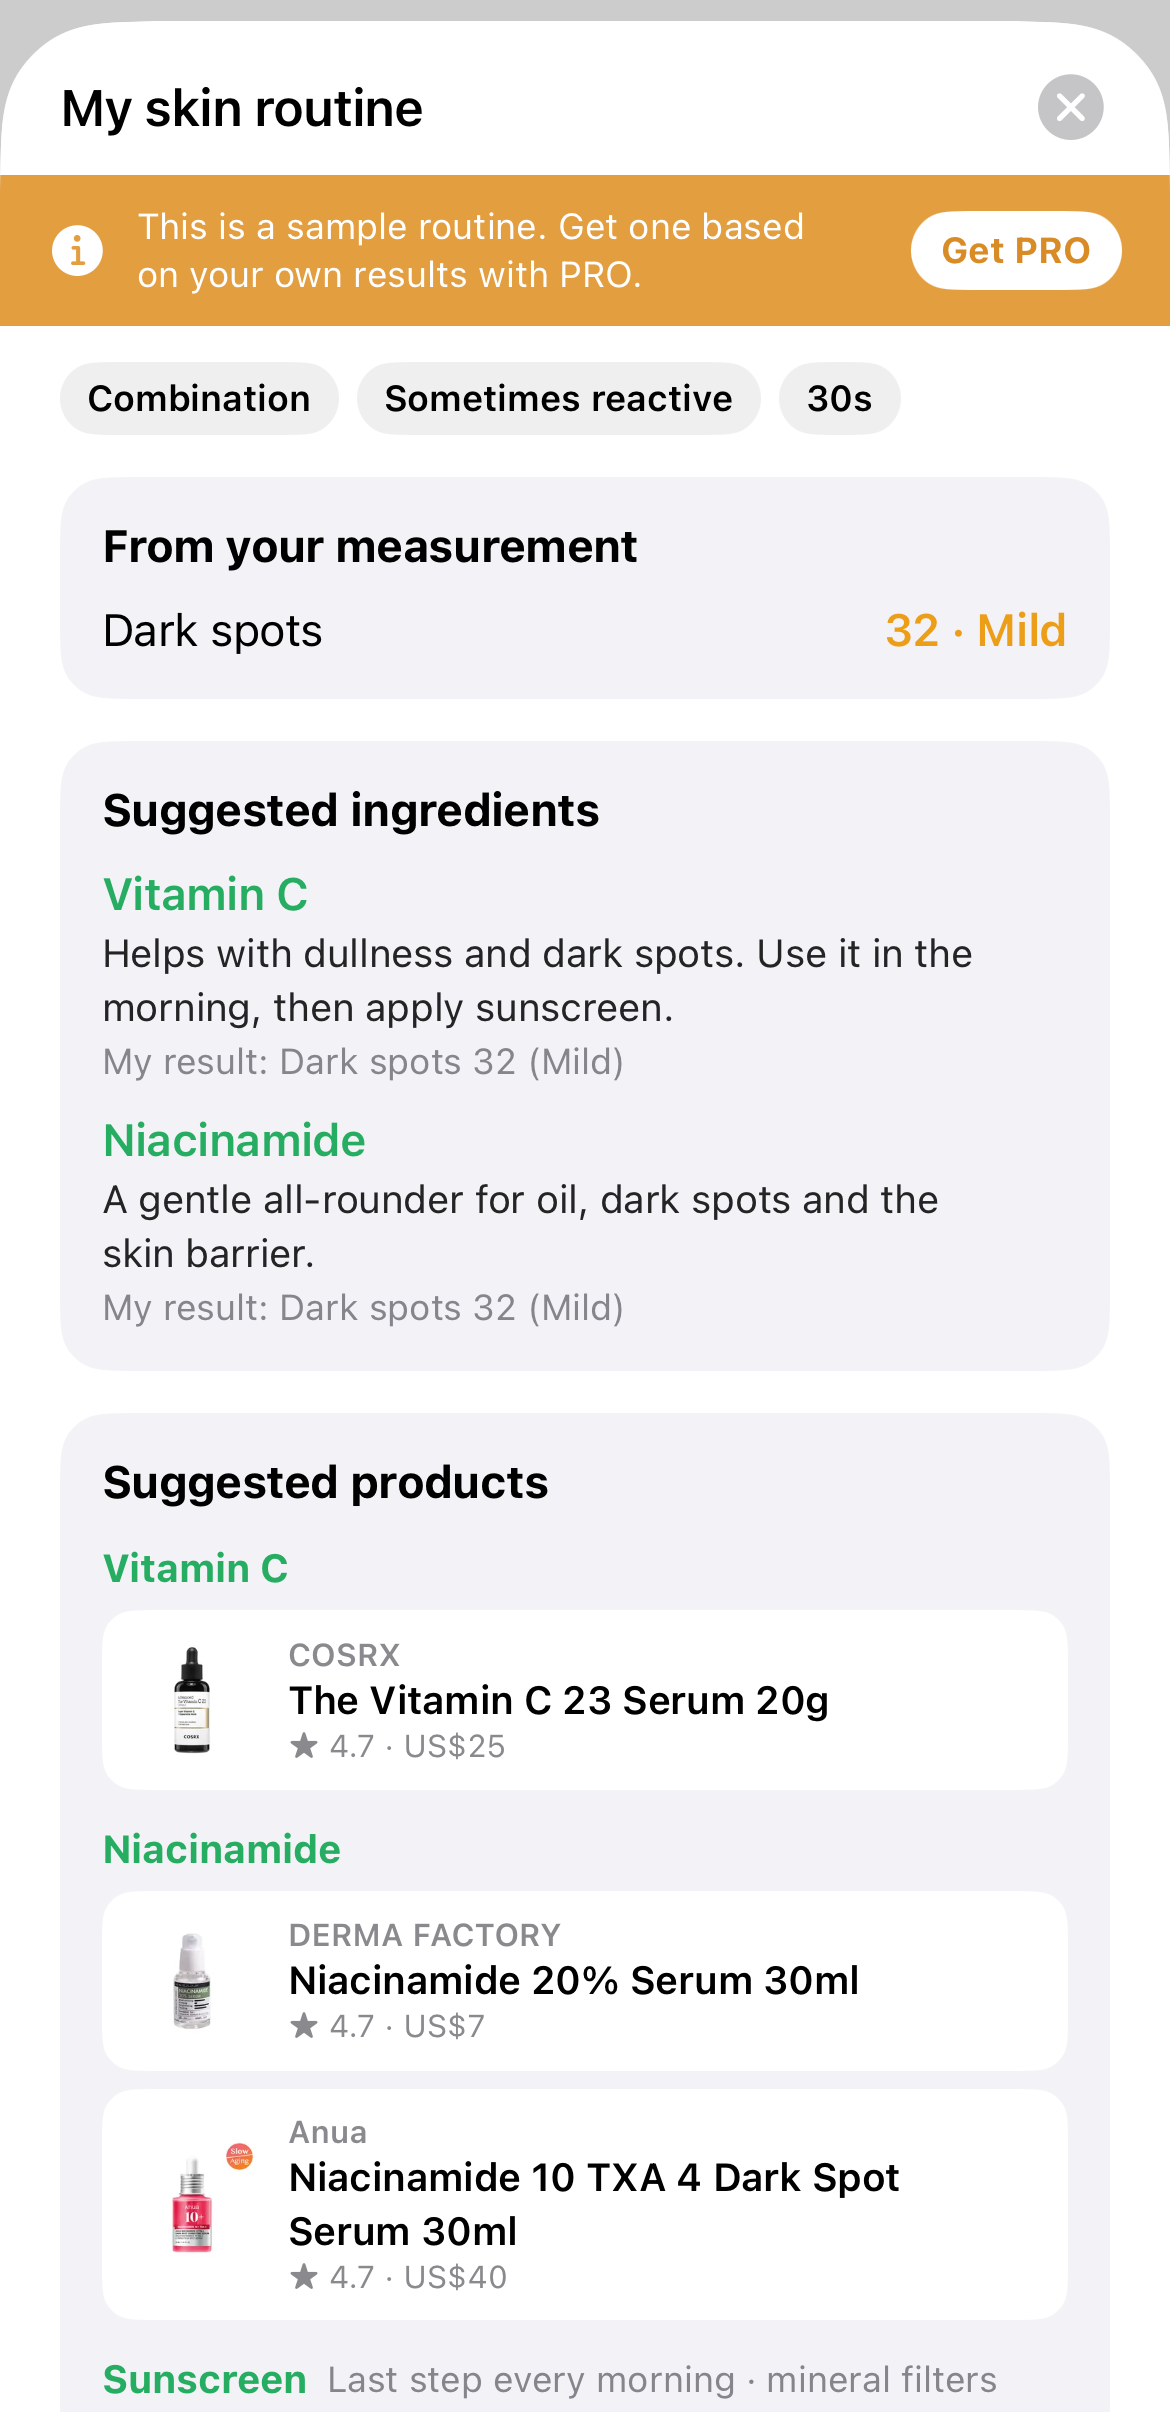 My skin routine
This is a sample routine. Get one based
on your own results with PRO.
Get PRO
Combination
Sometimes reactive
30s
From your measurement
Dark spots
32 · Mild
Suggested ingredients
Vitamin C
Helps with dullness and dark spots. Use it in the
morning, then apply sunscreen.
My result: Dark spots 32 (Mild)
Niacinamide
A gentle all-rounder for oil, dark spots and the
skin barrier.
My result: Dark spots 32 (Mild)
Suggested products
Vitamin C
COSRX
COSRX
The Vitamin C 23 Serum 20g
★ 4.7 · US$25
Niacinamide
NIACINAMIDE
DERMA FACTORY
Niacinamide 20% Serum 30ml
★ 4.7 · US$7
Slow
Aging
anua
10+
Anua
Niacinamide 10 TXA 4 Dark Spot
Serum 30ml
★ 4.7 · US$40
Sunscreen Last step every morning · mineral filters